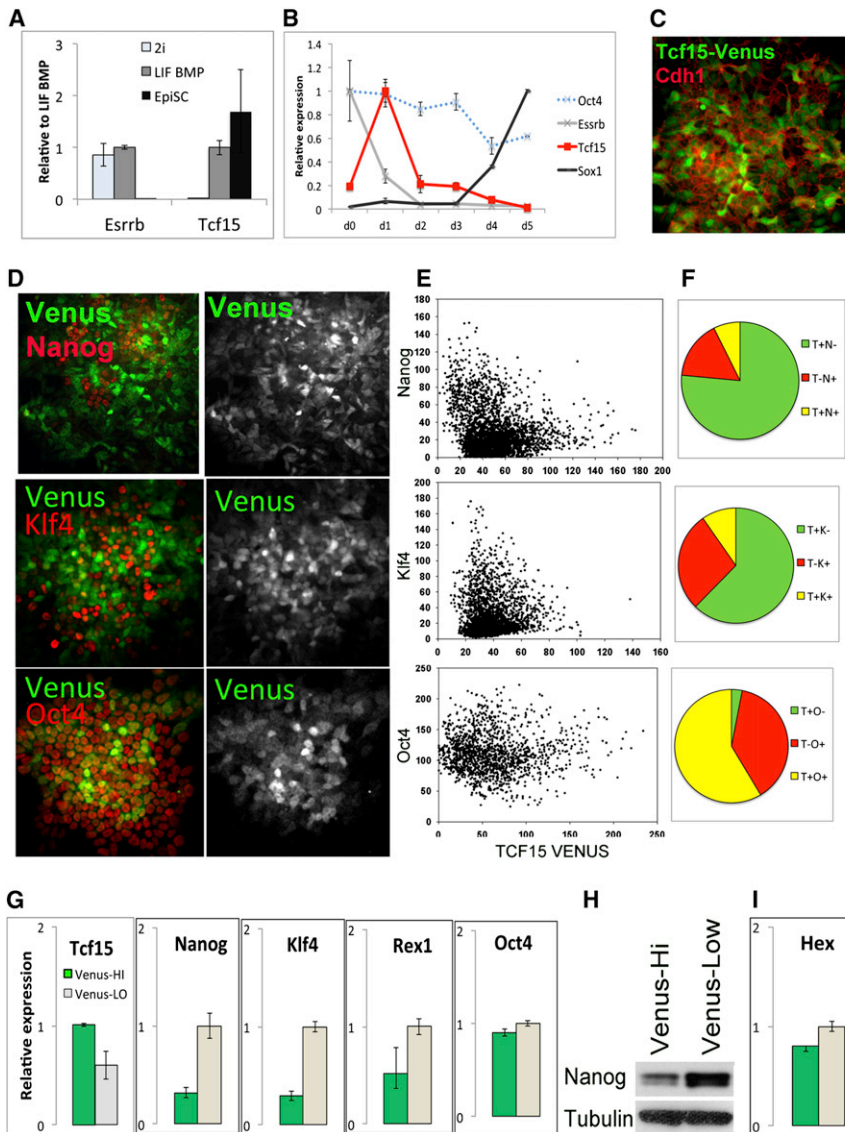 A
Relative to LIF BMP
3
2
1
0
2i
LIF BMP
EpiSC
Esrrb
Tcf15
B
Relative expression
1.4
1.2
1
0.8
0.6
0.4
0.2
0
d0 d1 d2 d3 d4 d5
Oct4
Essrb
Tcf15
Sox1
C
Tcf15-Venus
Cdh1
D
Venus
Nanog
Venus
Venus
Klf4
Venus
Venus
Oct4
Venus
E
Nanog
180
160
140
120
100
80
60
40
20
0
0 20 40 60 80 100 120 140 160 180 200
Klf4
200
180
160
140
120
100
80
60
40
20
0
0 20 40 60 80 100 120 140 160
Oct4
250
200
150
100
50
0
0 50 100 150 200 250
TCF15 VENUS
F
T+N-
T-N+
T+N+
T+K-
T-K+
T+K+
T+O-
T-O+
T+O+
G
Relative expression
2
1
0
Tcf15
Venus-HI
Venus-LO
2
1
0
Nanog
2
1
0
Klf4
2
1
0
Rex1
2
1
0
Oct4
H
Venus-Hi
Venus-Low
Nanog
Tubulin
I
2
1
0
Hex